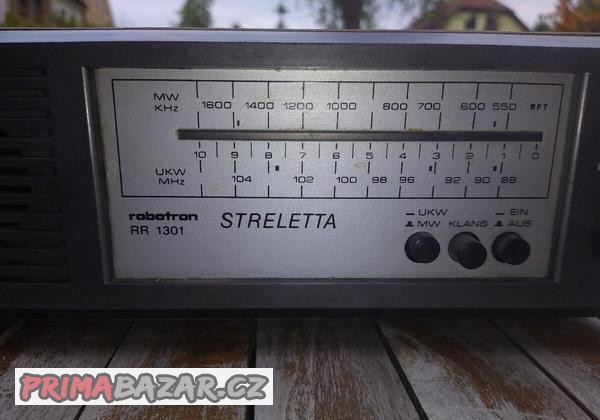 MW KHz 1600 1400 1200 1000 800 700 600 550 RFT
10 9 8 7 6 5 4 3 2 1 0
UKW MHz 104 102 100 98 96 92 90 88
robotron
RR 1301
STRELETTA
UKW
MW
KLANG
EIN
AUS
PRIMABAZAR.CZ